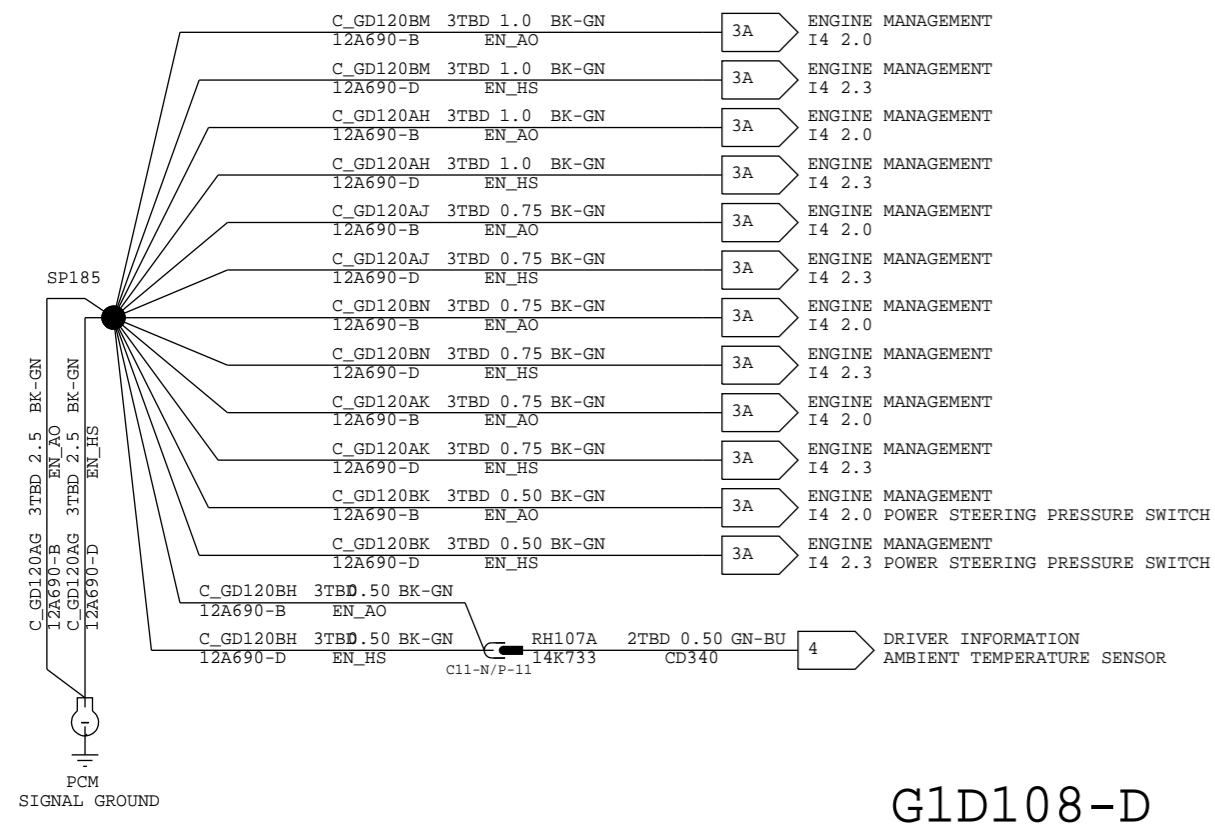 C_GD120BM 3TBD 1.0 BK-GN
12A690-B EN_AO
3A
ENGINE MANAGEMENT
I4 2.0
C_GD120BM 3TBD 1.0 BK-GN
12A690-D EN_HS
3A
ENGINE MANAGEMENT
I4 2.3
C_GD120AH 3TBD 1.0 BK-GN
12A690-B EN_AO
3A
ENGINE MANAGEMENT
I4 2.0
C_GD120AH 3TBD 1.0 BK-GN
12A690-D EN_HS
3A
ENGINE MANAGEMENT
I4 2.3
C_GD120AJ 3TBD 0.75 BK-GN
12A690-B EN_AO
3A
ENGINE MANAGEMENT
I4 2.0
C_GD120AJ 3TBD 0.75 BK-GN
12A690-D EN_HS
3A
ENGINE MANAGEMENT
I4 2.3
SP185
C_GD120BN 3TBD 0.75 BK-GN
12A690-B EN_AO
3A
ENGINE MANAGEMENT
I4 2.0
C_GD120BN 3TBD 0.75 BK-GN
12A690-D EN_HS
3A
ENGINE MANAGEMENT
I4 2.3
C_GD120AK 3TBD 0.75 BK-GN
12A690-B EN_AO
3A
ENGINE MANAGEMENT
I4 2.0
C_GD120AK 3TBD 0.75 BK-GN
12A690-D EN_HS
3A
ENGINE MANAGEMENT
I4 2.3
C_GD120BK 3TBD 0.50 BK-GN
12A690-B EN_AO
3A
ENGINE MANAGEMENT
I4 2.0 POWER STEERING PRESSURE SWITCH
C_GD120BK 3TBD 0.50 BK-GN
12A690-D EN_HS
3A
ENGINE MANAGEMENT
I4 2.3 POWER STEERING PRESSURE SWITCH
C_GD120AG 3TBD 2.5 BK-GN
12A690-B EN_AO
C_GD120AG 3TBD 2.5 BK-GN
12A690-D EN_HS
C_GD120BH 3TBD 0.50 BK-GN
12A690-B EN_AO
C_GD120BH 3TBD 0.50 BK-GN
12A690-D EN_HS
C11-N/P-11
RH107A 2TBD 0.50 GN-BU
14K733 CD340
4
DRIVER INFORMATION
AMBIENT TEMPERATURE SENSOR
PCM
SIGNAL GROUND
G1D108-D